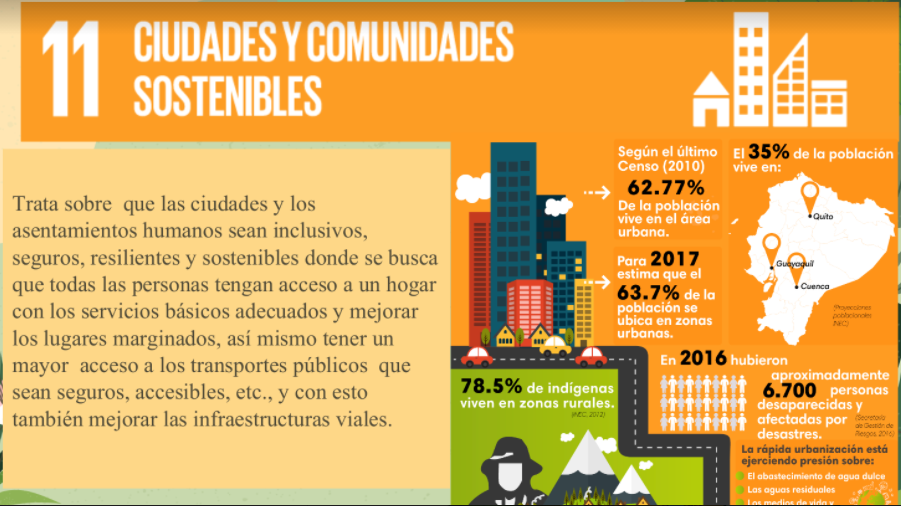 11
CIUDADES Y COMUNIDADES
SOSTENIBLES
Trata sobre que las ciudades y los
asentamientos humanos sean inclusivos,
seguros, resilientes y sostenibles donde se busca
que todas las personas tengan acceso a un hogar
con los servicios básicos adecuados y mejorar
los lugares marginados, así mismo tener un
mayor acceso a los transportes públicos que
sean seguros, accesibles, etc., y con esto
también mejorar las infraestructuras viales.
Según el último
Censo (2010)
62.77%
De la población
vive en el área
urbana.
Para 2017
estima que el
63.7% de la
población se
ubica en zonas
urbanas.
El 35% de la población
vive en:
Quito
Guayaquil
Cuenca
(Proyecciones
poblacionales
INEC)
78.5% de indígenas
viven en zonas rurales.
(INEC, 2012)
En 2016 hubieron
aproximadamente
6.700 personas
desaparecidas y
afectadas por
desastres.
(Secretaría
de Gestión de
Riesgos, 2016)
La rápida urbanización está
ejerciendo presión sobre:
El abastecimiento de agua dulce
Las aguas residuales
Los medios de vida y